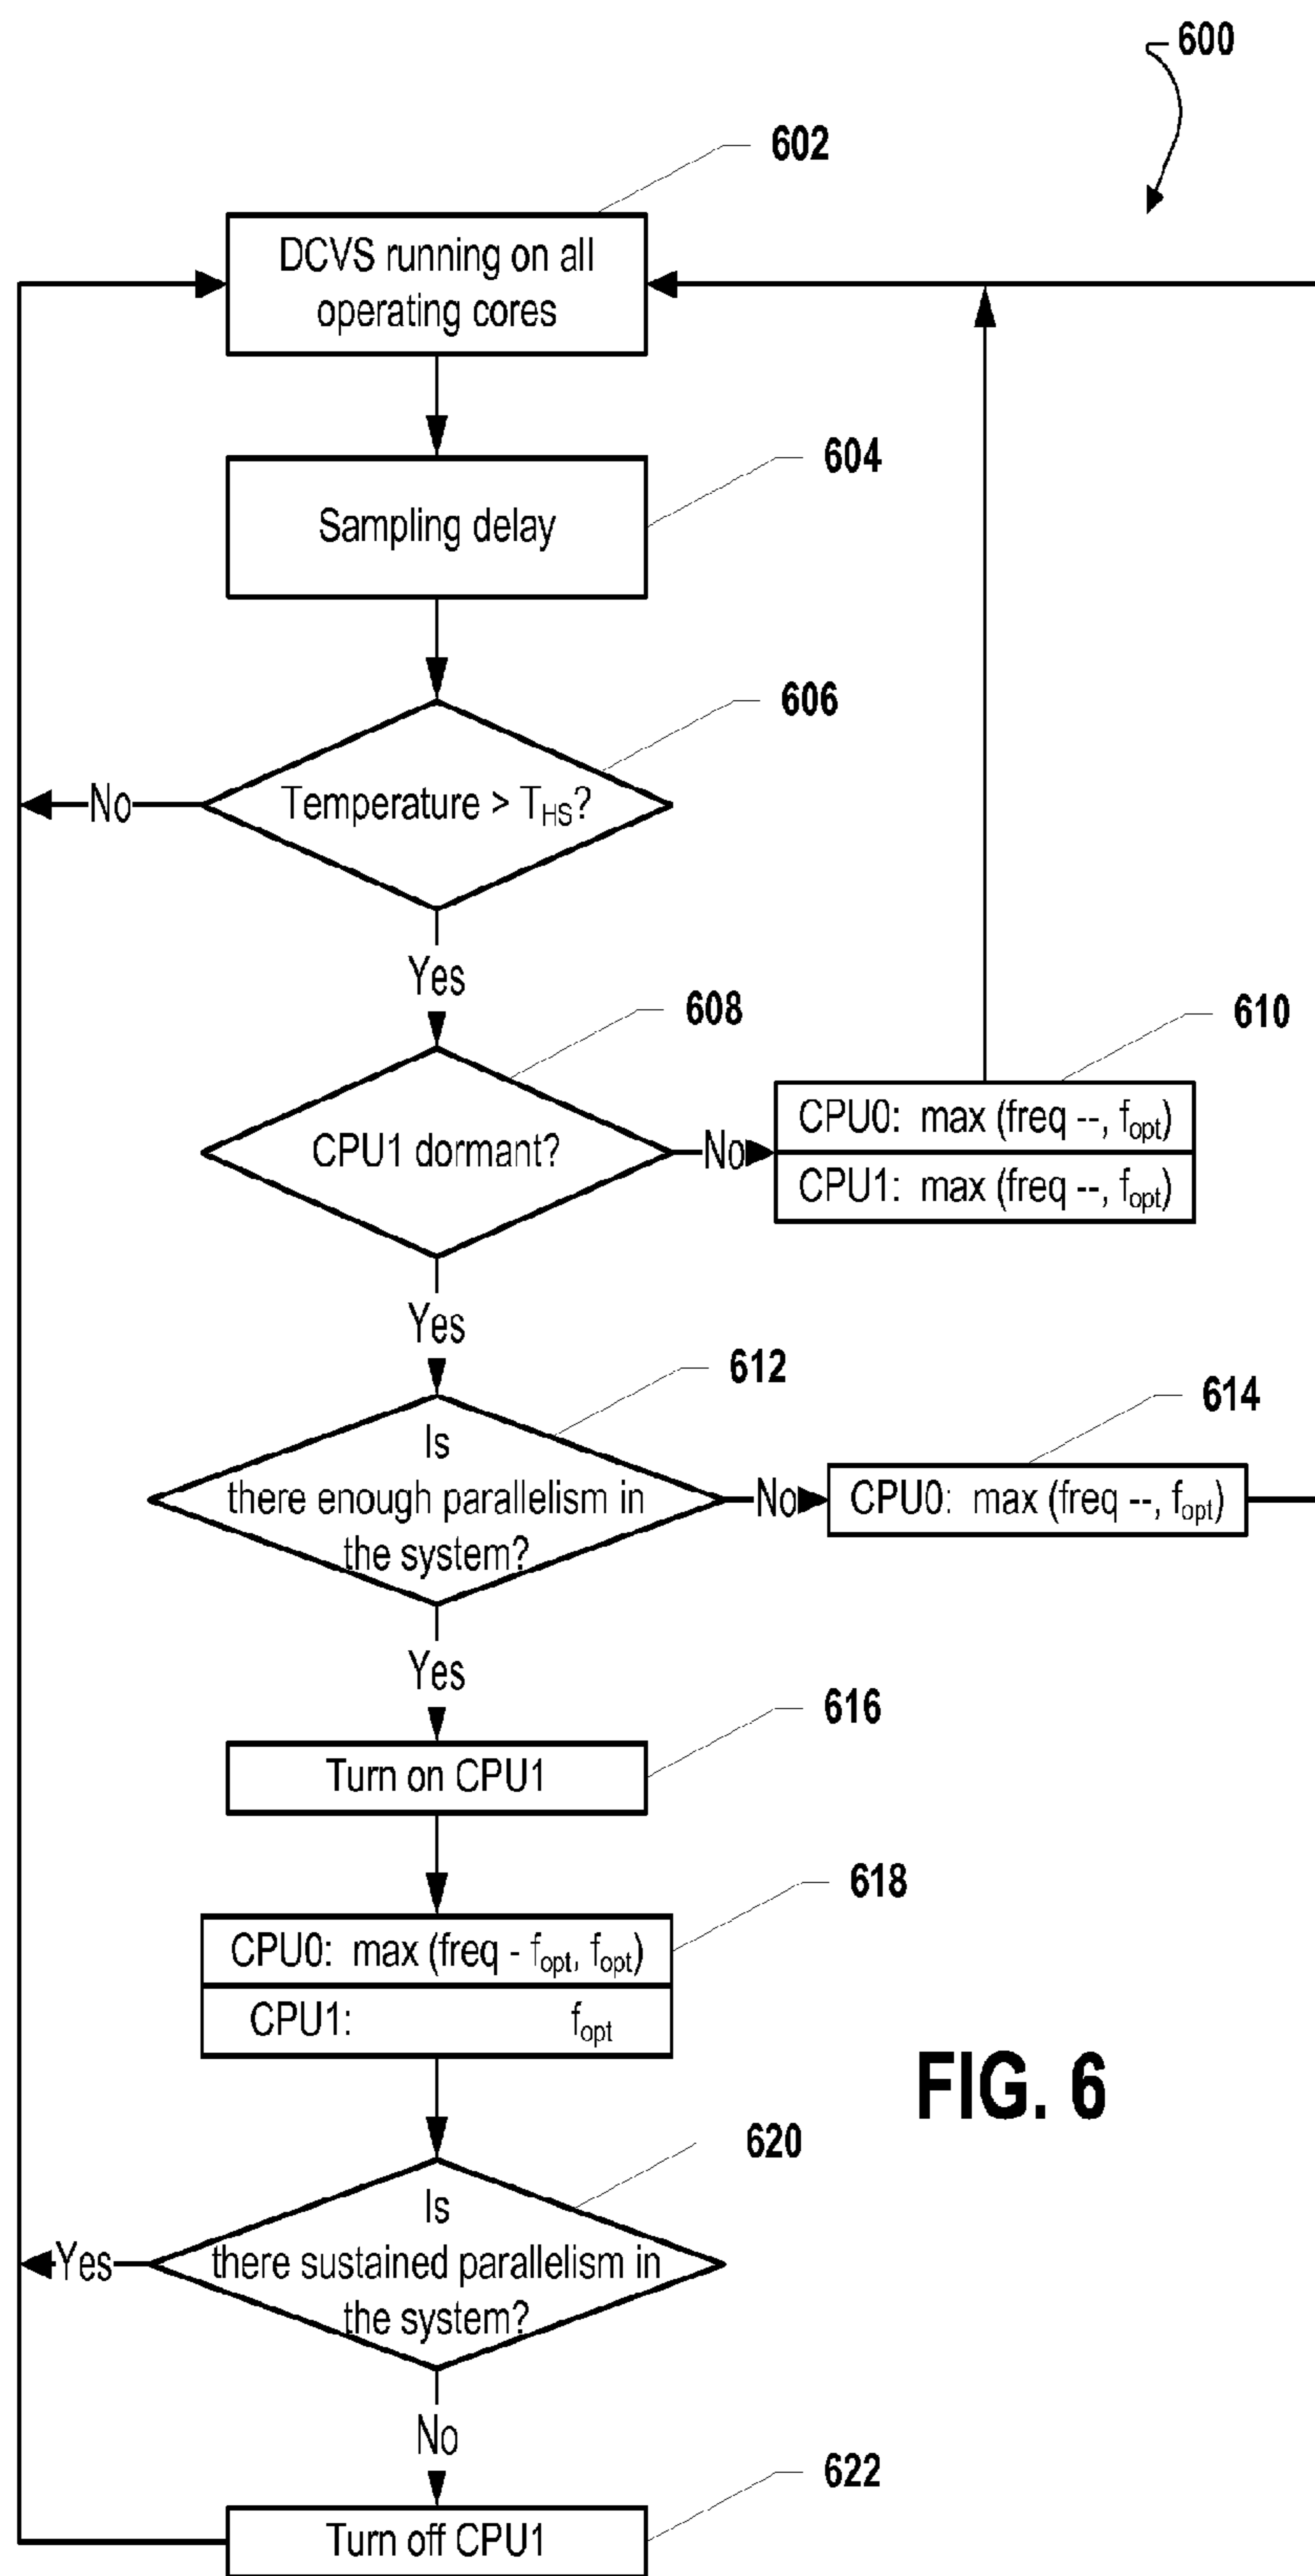 600
602
DCVS running on all
operating cores
604
Sampling delay
606
Temperature > THS?
No
Yes
608
CPU1 dormant?
No
610
CPU0: max (freq --, fopt)
CPU1: max (freq --, fopt)
Yes
612
Is
there enough parallelism in
the system?
No
614
CPU0: max (freq --, fopt)
Yes
616
Turn on CPU1
618
CPU0: max (freq - fopt, fopt)
CPU1: fopt
FIG. 6
620
Is
there sustained parallelism in
the system?
Yes
No
622
Turn off CPU1